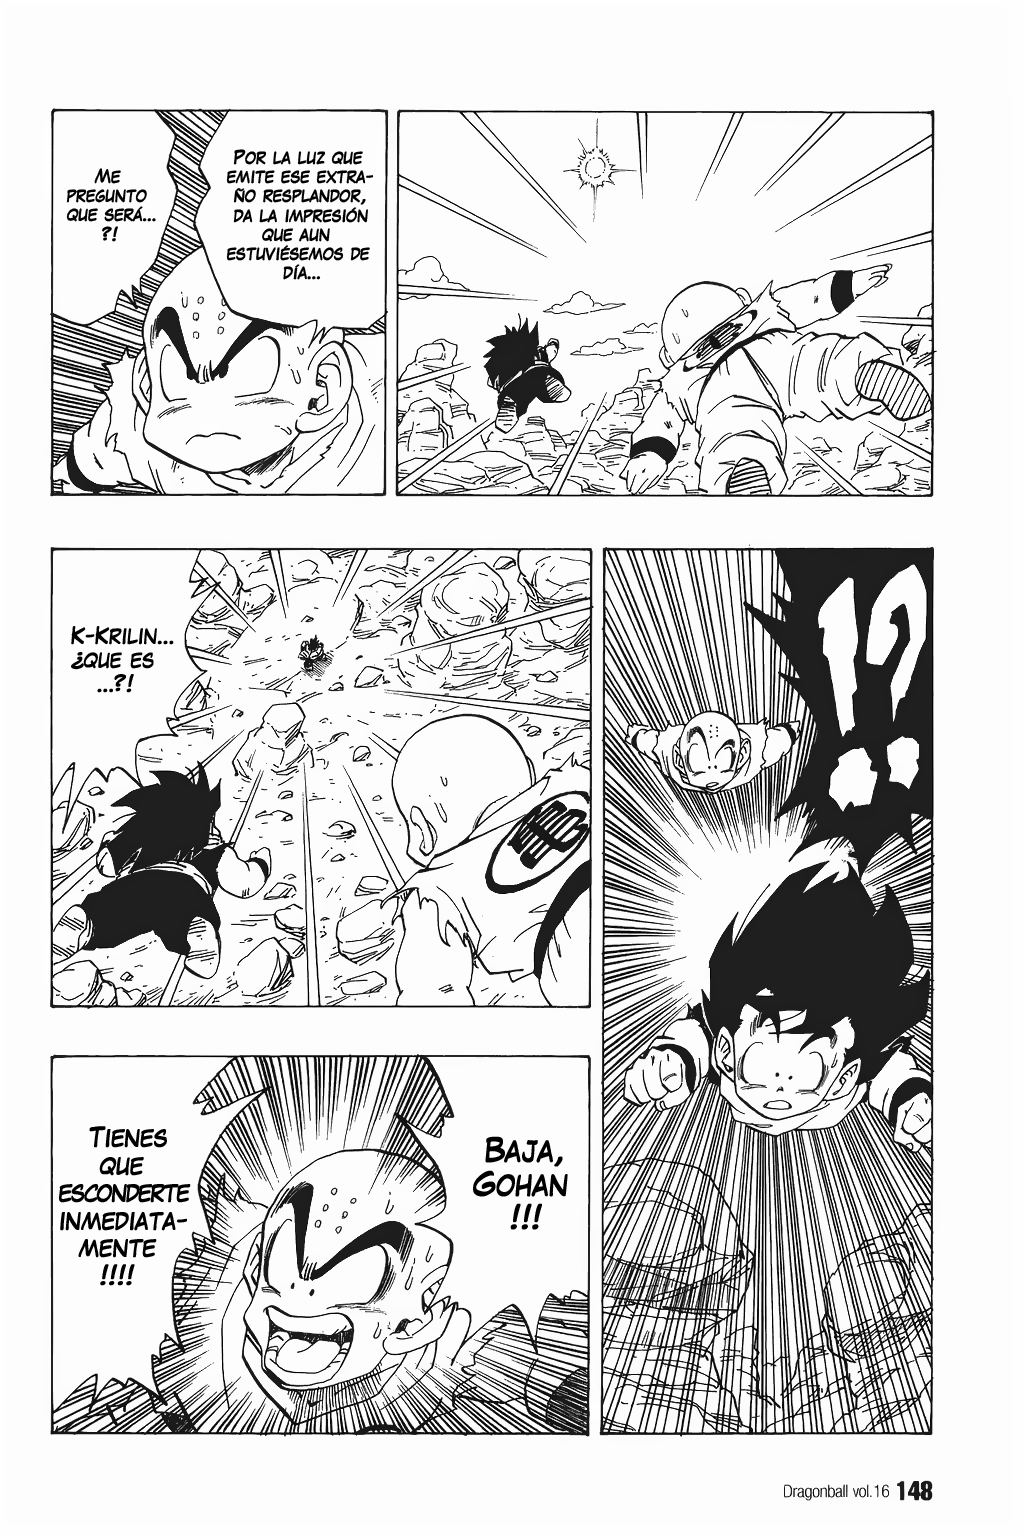 POR LA LUZ QUE
EMITE ESE EXTRA-
ÑO RESPLANDOR,
DA LA IMPRESIÓN
QUE AUN
ESTUVIÉSEMOS DE
DÍA...
ME
PREGUNTO
QUE SERÁ...
?!
!?
K-KRILIN...
¿QUE ES
...?!
BAJA,
GOHAN
!!!
TIENES
QUE
ESCONDERTE
INMEDIATA-
MENTE
!!!!
Dragonball vol.16 148